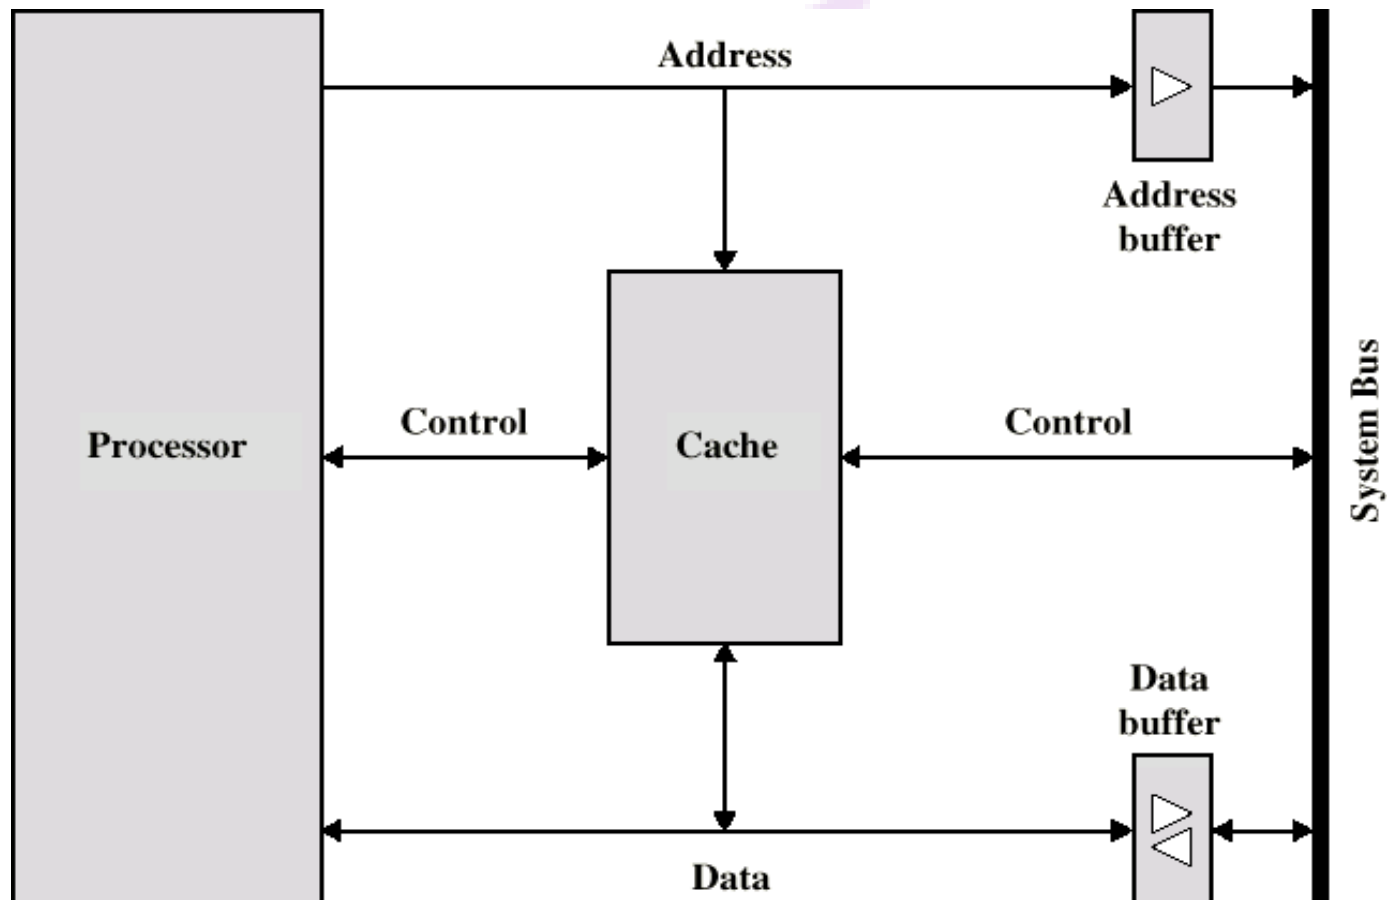 Address
Address
buffer
Control
Control
Processor
Cache
System Bus
Data
buffer
Data